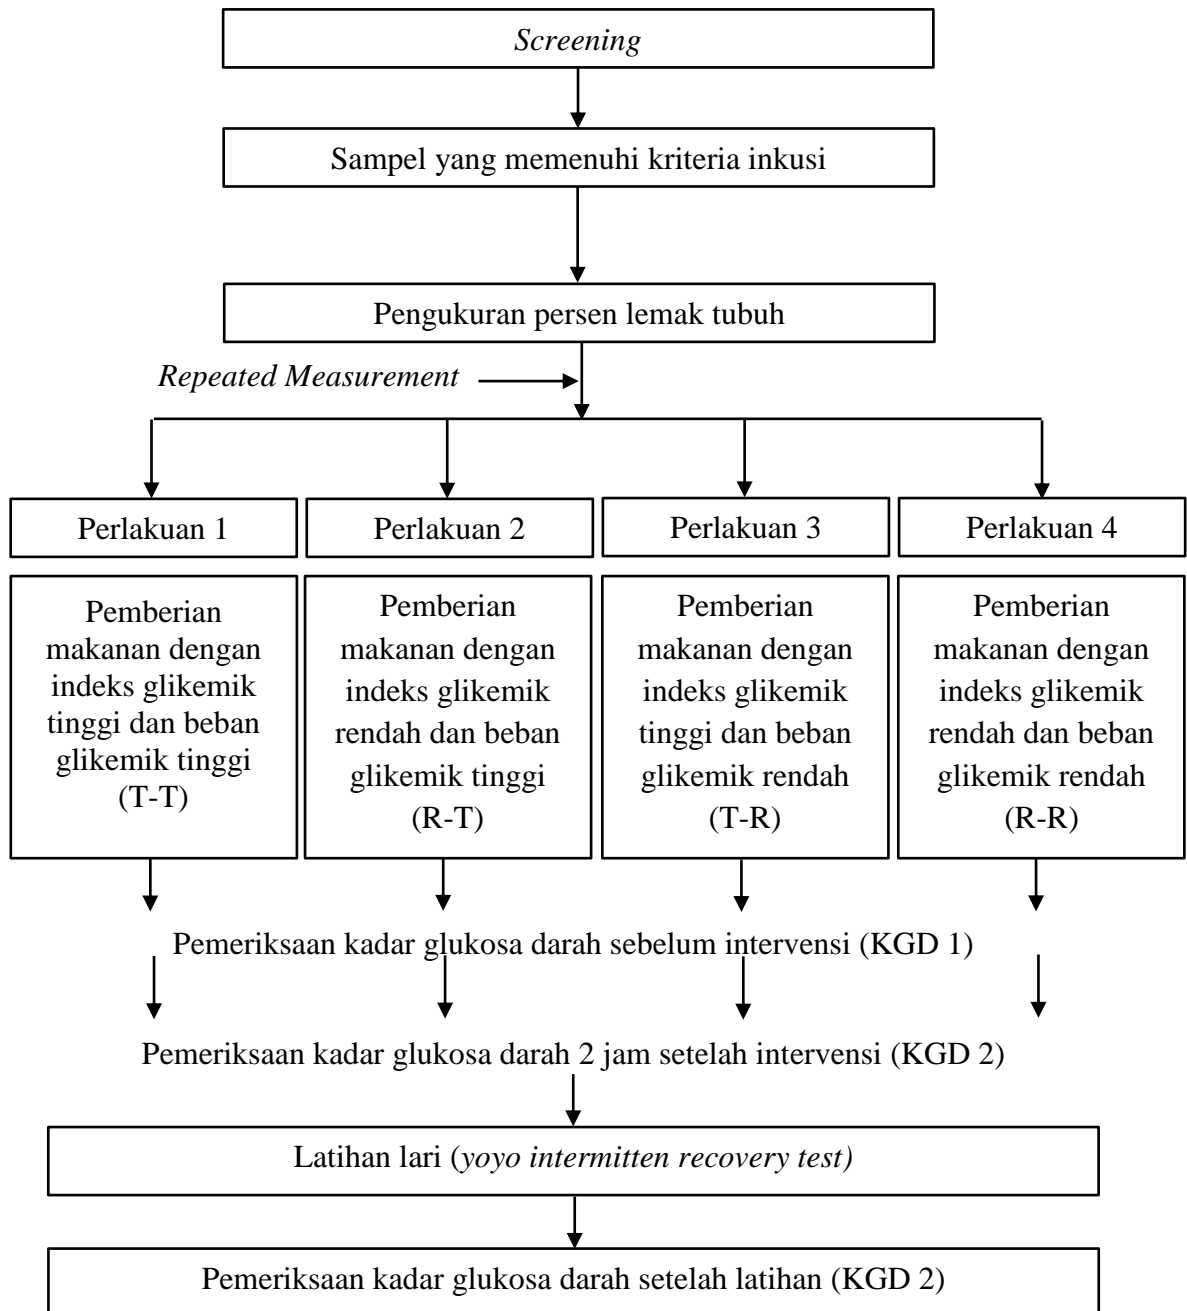 Screening
Sampel yang memenuhi kriteria inkusi
Pengukuran persen lemak tubuh
Repeated Measurement
Perlakuan 1
Perlakuan 2
Perlakuan 3
Perlakuan 4
Pemberian
makanan dengan
indeks glikemik
tinggi dan beban
glikemik tinggi
(T-T)
Pemberian
makanan dengan
indeks glikemik
rendah dan beban
glikemik tinggi
(R-T)
Pemberian
makanan dengan
indeks glikemik
tinggi dan beban
glikemik rendah
(T-R)
Pemberian
makanan dengan
indeks glikemik
rendah dan beban
glikemik rendah
(R-R)
Pemeriksaan kadar glukosa darah sebelum intervensi (KGD 1)
Pemeriksaan kadar glukosa darah 2 jam setelah intervensi (KGD 2)
Latihan lari (yoyo intermitten recovery test)
Pemeriksaan kadar glukosa darah setelah latihan (KGD 2)